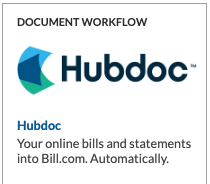 DOCUMENT WORKFLOW
Hubdoc™
Hubdoc
Your online bills and statements
into Bill.com. Automatically.